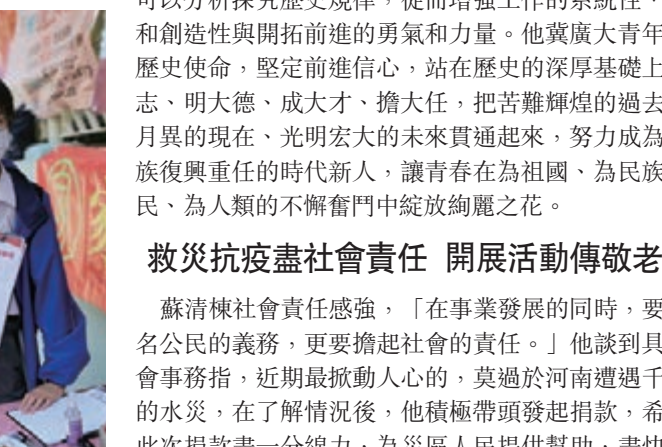 可以分析探究歷史規律，從而增強工作的系統性、
和創造性與開拓前進的勇氣和力量。他冀廣大青年
歷史使命，堅定前進信心，站在歷史的深厚基礎上
志、明大德、成大才、擔大任，把苦難輝煌的過去
月異的現在、光明宏大的未來貫通起來，努力成為
族復興重任的時代新人，讓青春在為祖國、為民族
民、為人類的不懈奮鬥中綻放絢麗之花。
救災抗疫盡社會責任 開展活動傳敬老
蘇清棟社會責任感強，「在事業發展的同時，要
名公民的義務，更要擔起社會的責任。」他談到具
會事務指，近期最掀動人心的，莫過於河南遭遇千
的水災，在了解情況後，他積極帶頭發起捐款，希
此次捐款盡一分綿力，為災區人民提供幫助，盡快